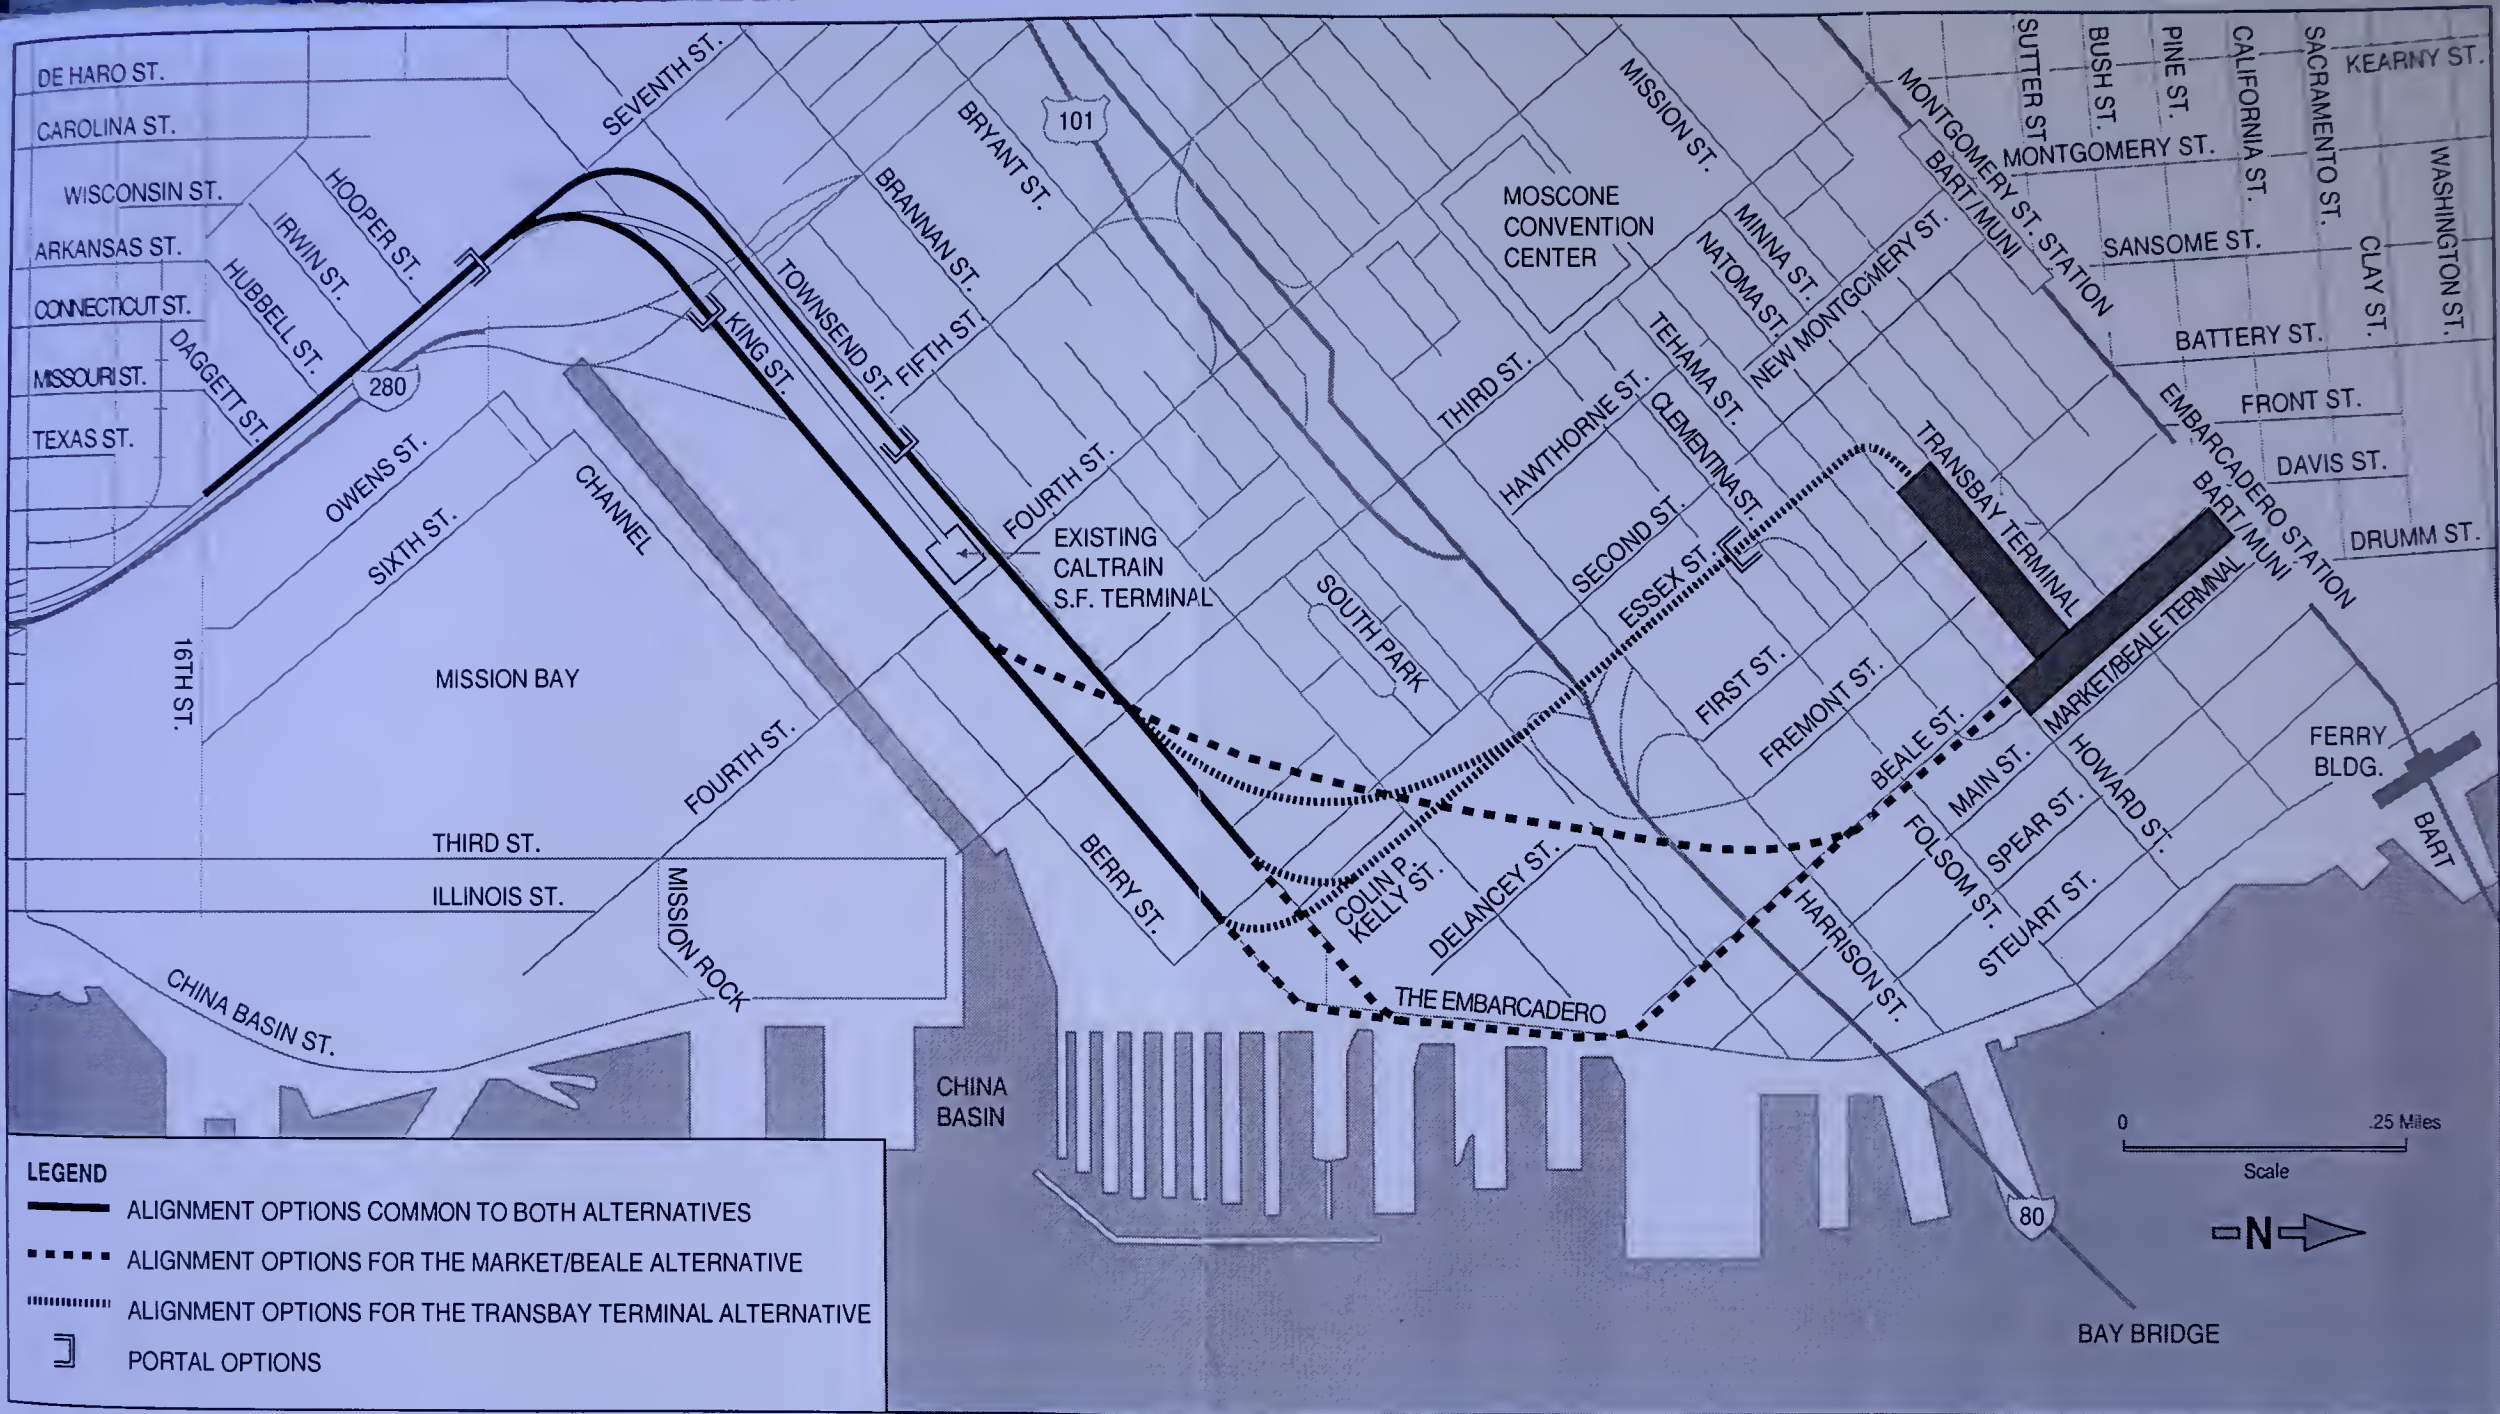 DE HARO ST.
CAROLINA ST.
WISCONSIN ST.
ARKANSAS ST.
CONNECTICUT ST.
MISSOURI ST.
TEXAS ST.
HOOPER ST.
IRWIN ST.
HUBBELL ST.
DAGGETT ST.
SEVENTH ST.
280
OWENS ST.
SIXTH ST.
CHANNEL
16TH ST.
MISSION BAY
FOURTH ST.
THIRD ST.
ILLINOIS ST.
MISSION ROCK
CHINA BASIN ST.
KING ST.
TOWNSEND ST.
BRANNAN ST.
BRYANT ST.
101
FIFTH ST.
FOURTH ST.
EXISTING
CALTRAIN
S.F. TERMINAL
BERRY ST.
SOUTH PARK
MOSCONE
CONVENTION
CENTER
THIRD ST.
HAWTHORNE ST.
SECOND ST.
ESSEX ST.
MISSION ST.
MINNA ST.
NATOMA ST.
TEHAMA ST.
CLEMENTINA ST.
NEW MONTGOMERY ST.
MONTGOMERY ST. STATION
BART/MUNI
SUTTER ST.
BUSH ST.
PINE ST.
CALIFORNIA ST.
SACRAMENTO ST.
KEARNY ST.
MONTGOMERY ST.
WASHINGTON ST.
SANSOME ST.
CLAY ST.
BATTERY ST.
FRONT ST.
DAVIS ST.
DRUMM ST.
EMBARCADERO STATION
BART/MUNI
TRANSBAY TERMINAL
MARKET/BEALE TERMINAL
FIRST ST.
FREMONT ST.
BEALE ST.
MAIN ST.
HOWARD ST.
SPEAR ST.
FOLSOM ST.
STEUART ST.
HARRISON ST.
COLIN P.
KELLY ST.
DELANCEY ST.
THE EMBARCADERO
FERRY
BLDG.
BART
CHINA
BASIN
0 .25 Miles
Scale
N
80
BAY BRIDGE
LEGEND
ALIGNMENT OPTIONS COMMON TO BOTH ALTERNATIVES
ALIGNMENT OPTIONS FOR THE MARKET/BEALE ALTERNATIVE
ALIGNMENT OPTIONS FOR THE TRANSBAY TERMINAL ALTERNATIVE
PORTAL OPTIONS